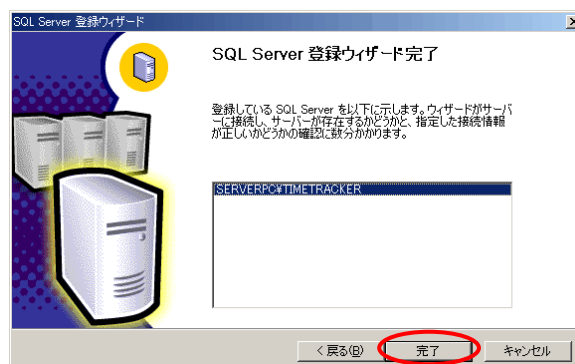 SQL Server 登録ウィザード
SQL Server 登録ウィザード完了
登録している SQL Server を以下に示します。ウィザードがサーバ
ーに接続し、サーバーが存在するかどうかと、指定した接続情報
が正しいかどうかの確認に数分かかります。
SERVERPC¥TIMETRACKER
< 戻る(B)
完了
キャンセル